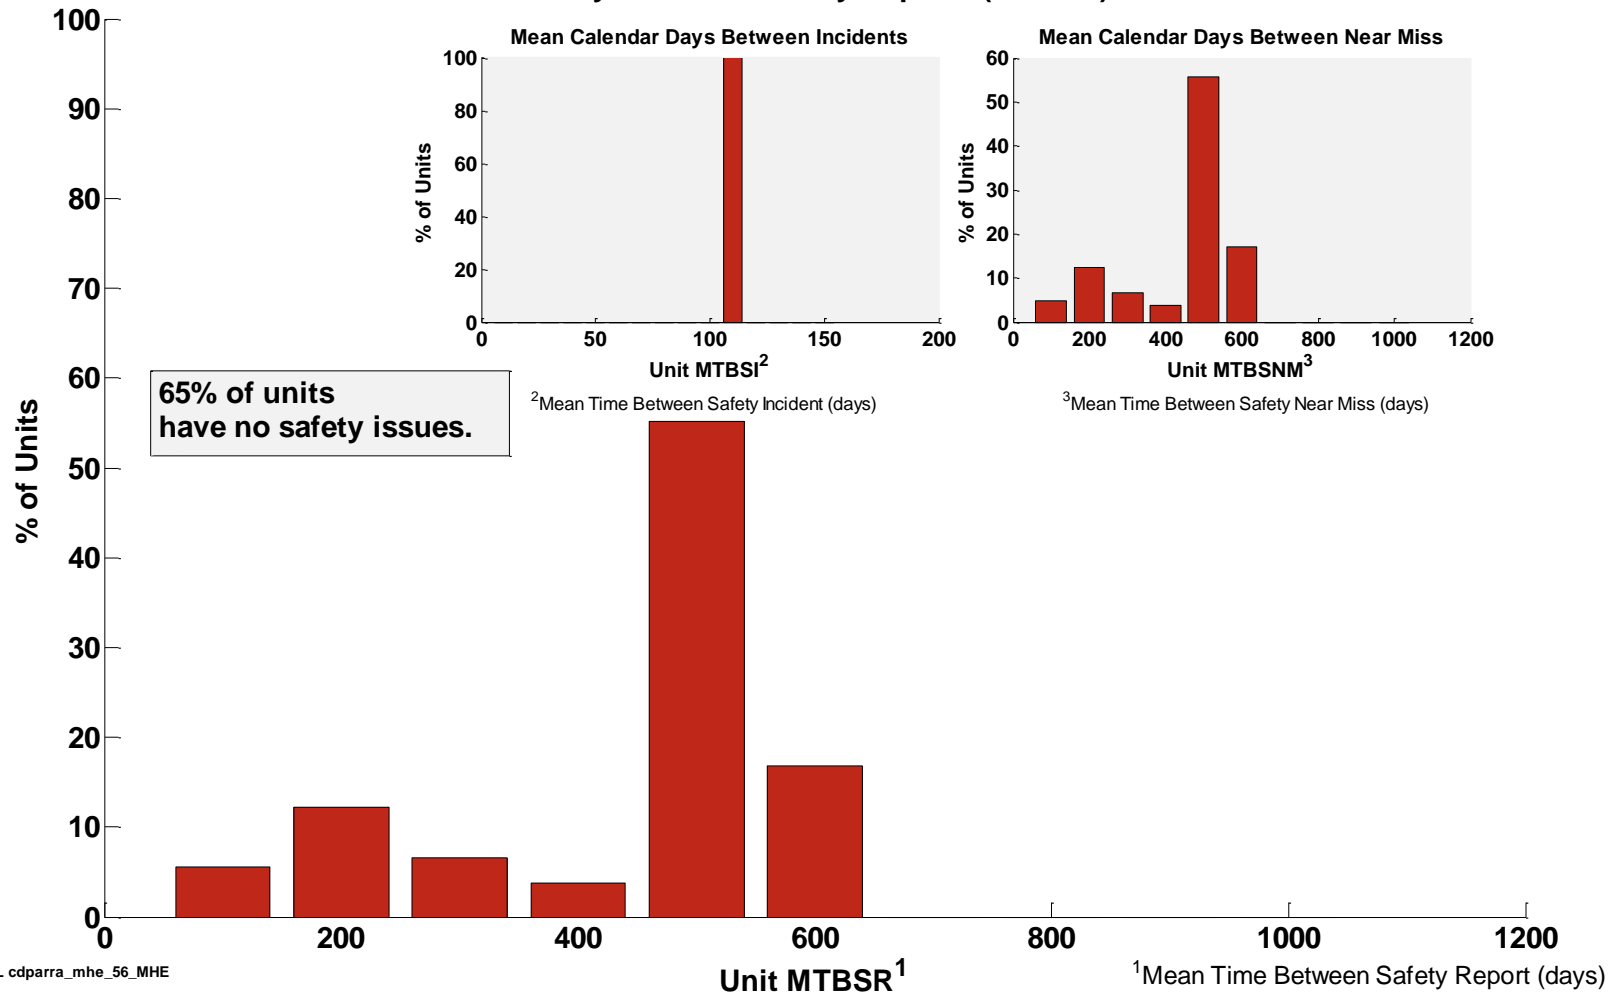 Mean Calendar Days Between Incidents
100
80
60
40
20
0
% of Units
0 50 100 150 200
Unit MTBSI2
2Mean Time Between Safety Incident (days)
Mean Calendar Days Between Near Miss
60
50
40
30
20
10
0
% of Units
0 200 400 600 800 1000 1200
Unit MTBSNM3
3Mean Time Between Safety Near Miss (days)
65% of units
have no safety issues.
100
90
80
70
60
50
40
30
20
10
0
% of Units
0 200 400 600 800 1000 1200
cdparra_mhe_56_MHE
Unit MTBSR1
1Mean Time Between Safety Report (days)